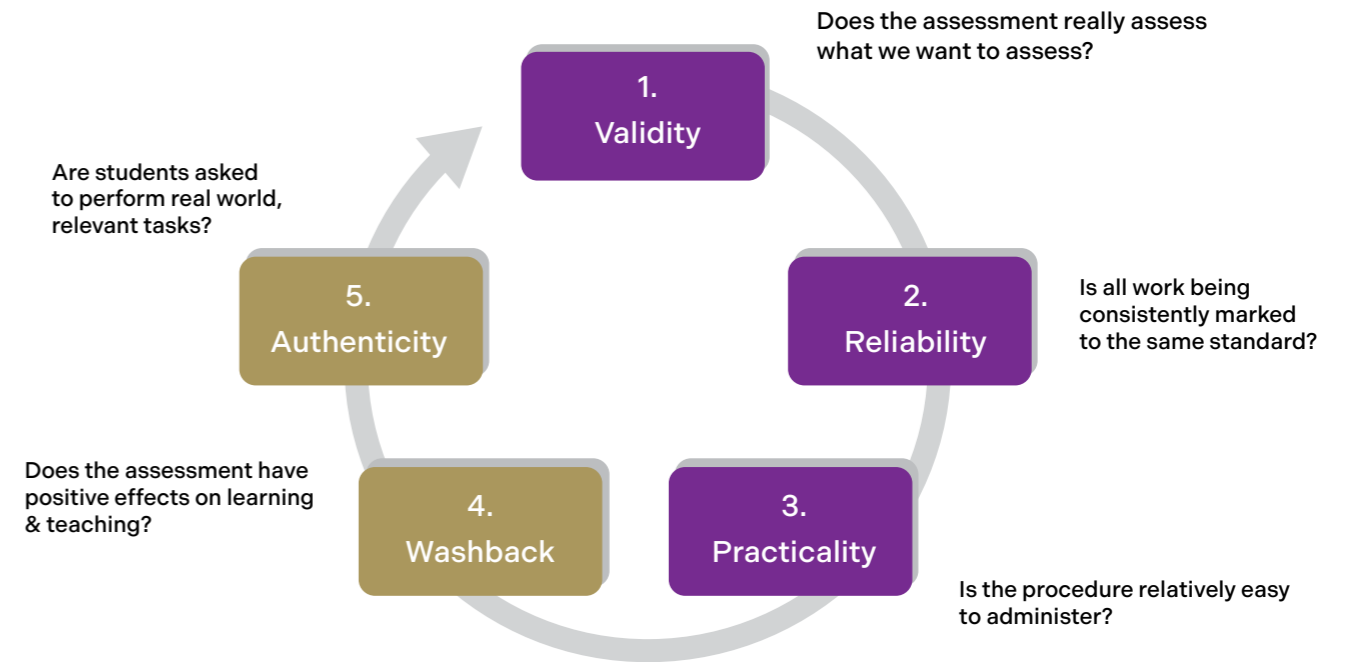 Does the assessment really assess
what we want to assess?
1.
Validity
Are students asked
to perform real world,
relevant tasks?
5.
Authenticity
2.
Reliability
Is all work being
consistently marked
to the same standard?
Does the assessment have
positive effects on learning
& teaching?
4.
Washback
3.
Practicality
Is the procedure relatively easy
to administer?